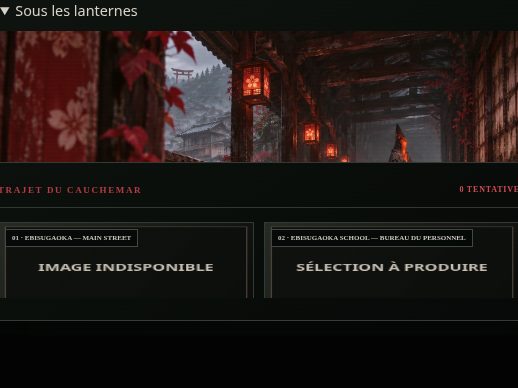 ▼ Sous les lanternes
TRAJET DU CAUCHEMAR
0 TENTATIVE
01 · EBISUGAOKA — MAIN STREET
02 · EBISUGAOKA SCHOOL — BUREAU DU PERSONNEL
IMAGE INDISPONIBLE
SÉLECTION À PRODUIRE